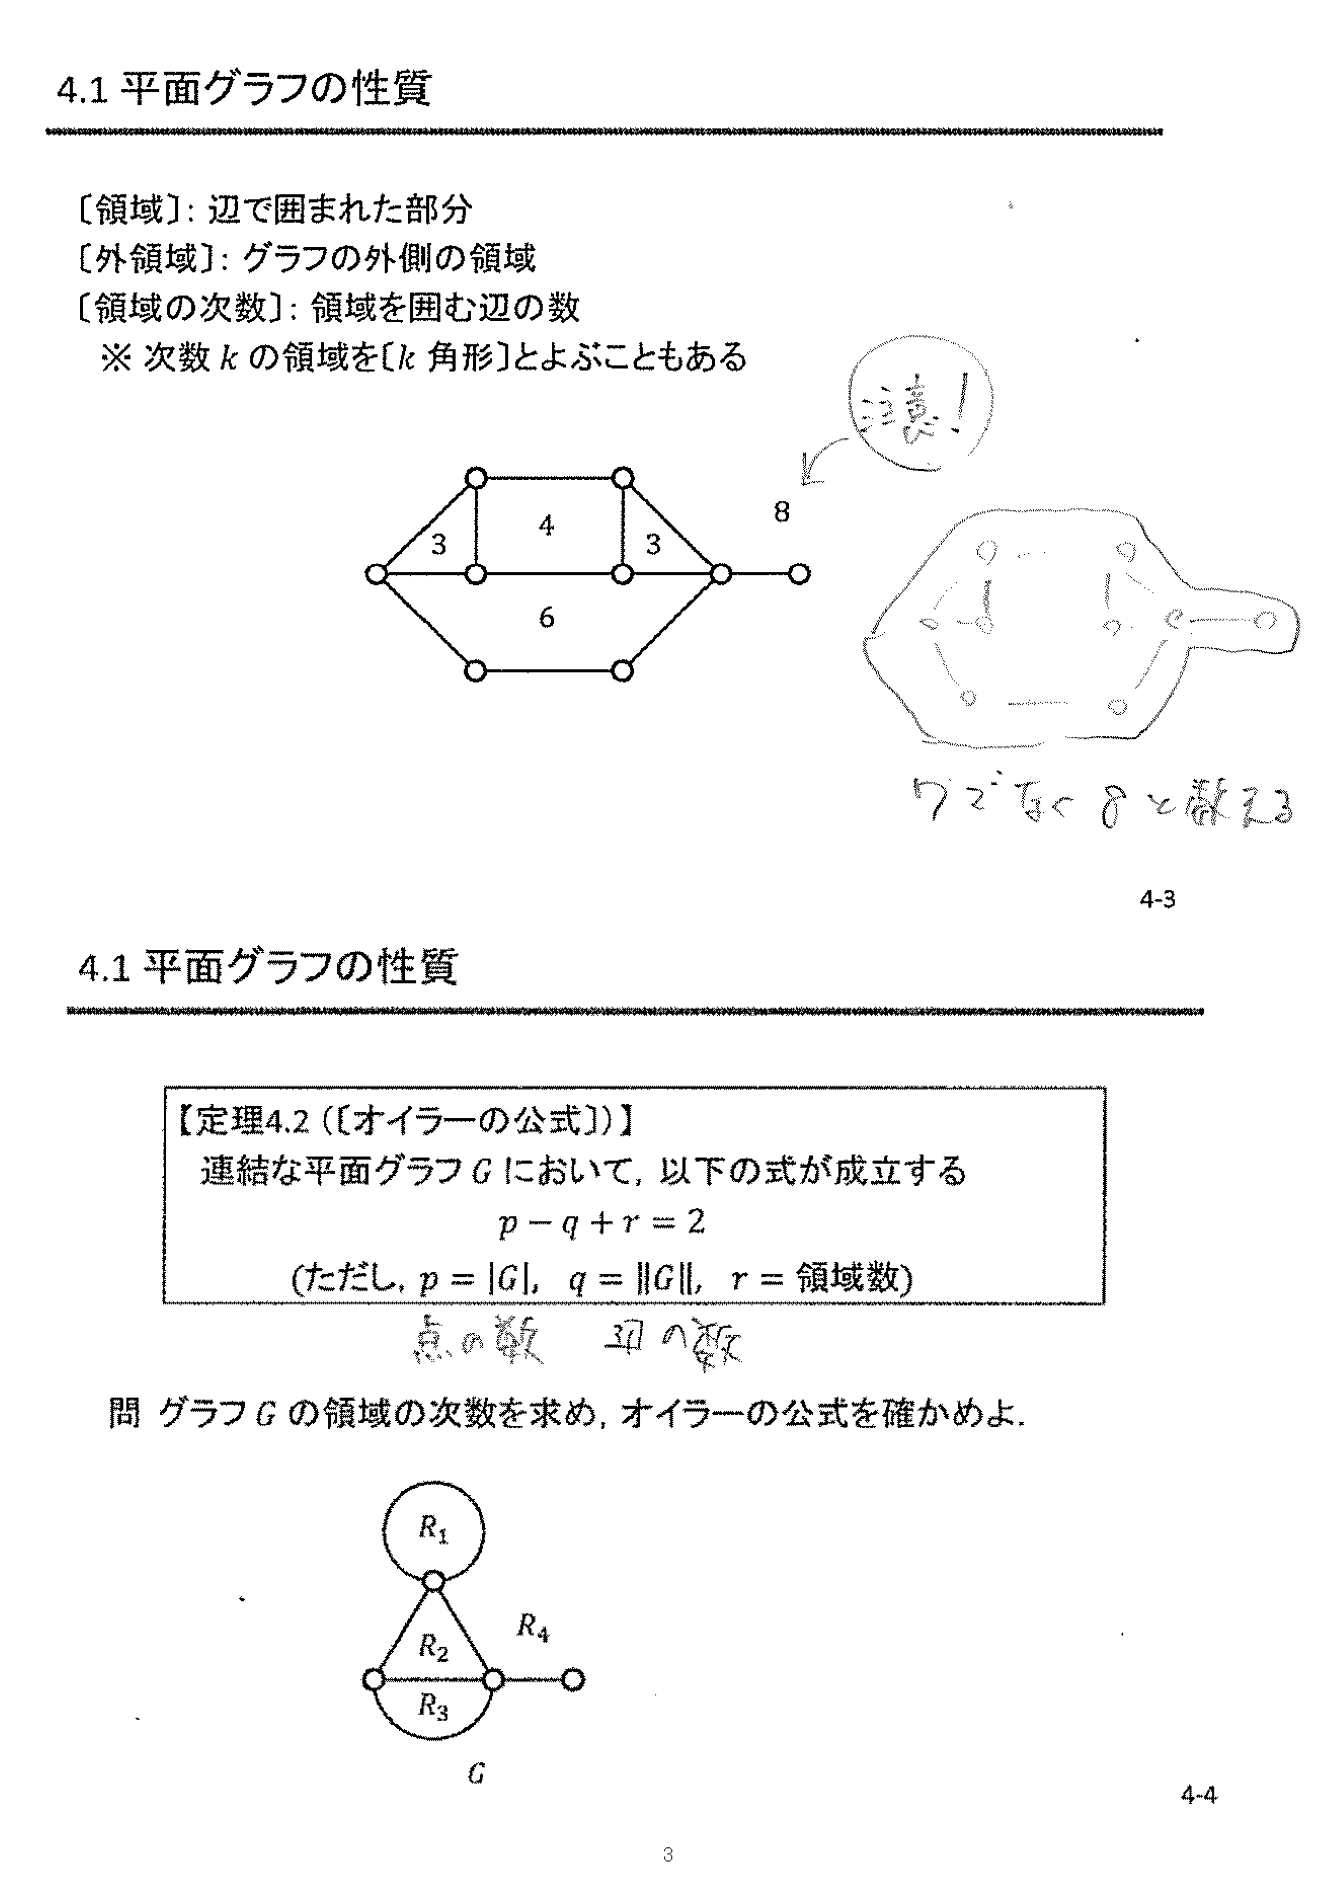 4.1 平面グラフの性質
〔領域〕: 辺で囲まれた部分
〔外領域〕: グラフの外側の領域
〔領域の次数〕: 領域を囲む辺の数
※ 次数 k の領域を〔k 角形〕とよぶこともある
注意!
8
4
3
3
6
7でなく 8 と数える
4-3
4.1 平面グラフの性質
【定理4.2 (〔オイラーの公式〕)】
連結な平面グラフ G において, 以下の式が成立する
p − q + r = 2
(ただし, p = |G|, q = ‖G‖, r = 領域数)
点の数 辺の数
問 グラフ G の領域の次数を求め, オイラーの公式を確かめよ.
R₁
R₄
R₂
R₃
G
4-4
3